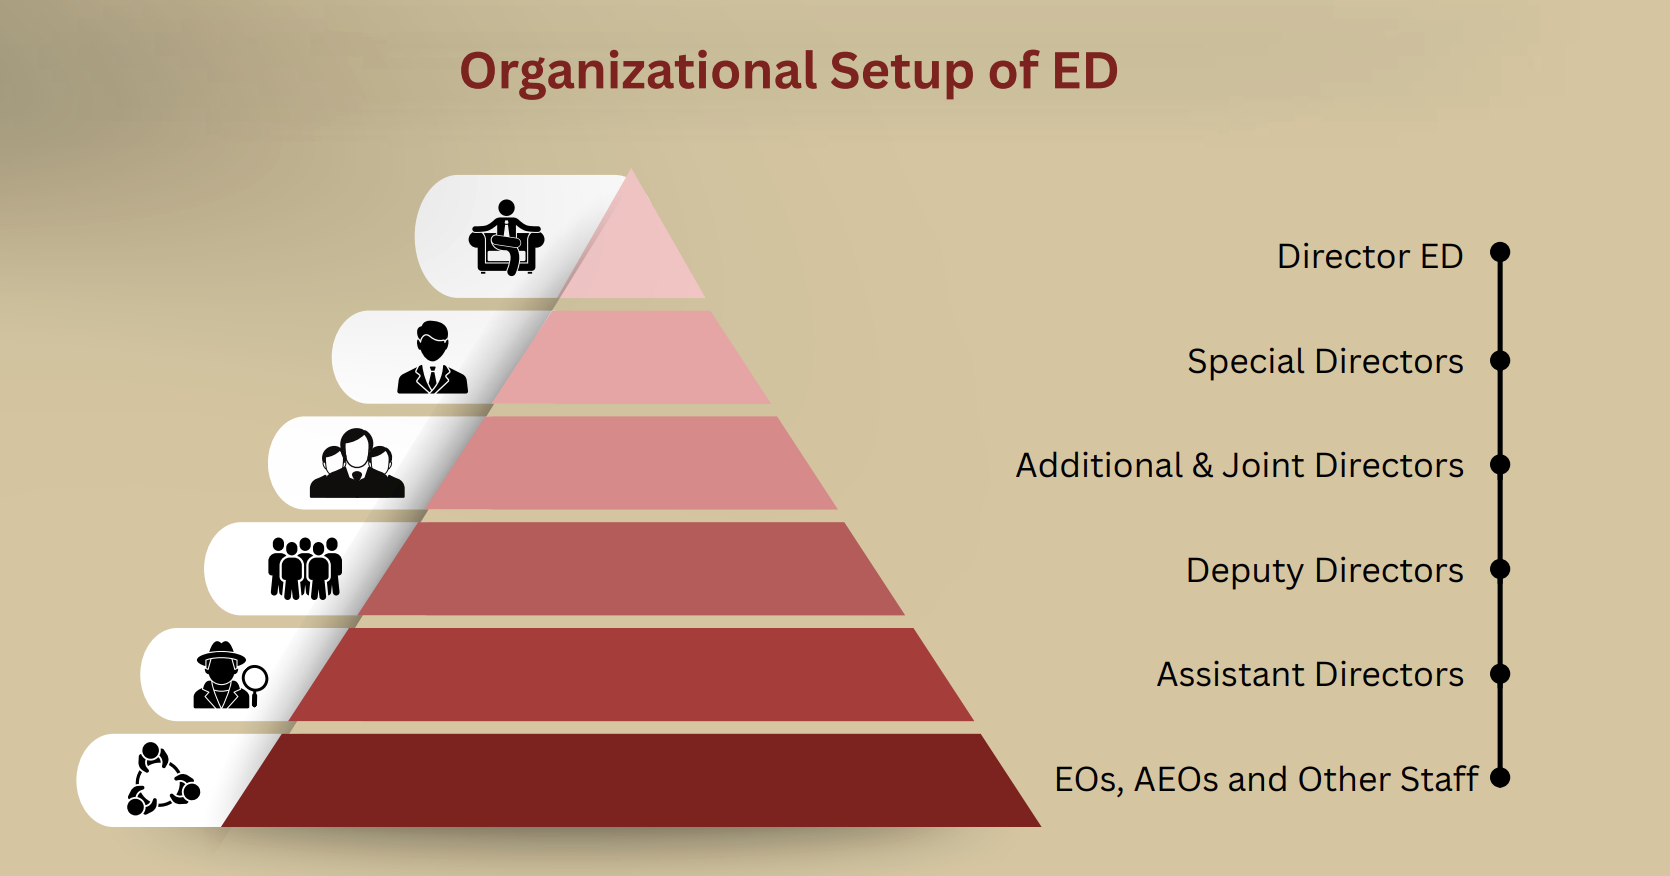 Organizational Setup of ED
Director ED
Special Directors
Additional & Joint Directors
Deputy Directors
Assistant Directors
EOs, AEOs and Other Staff